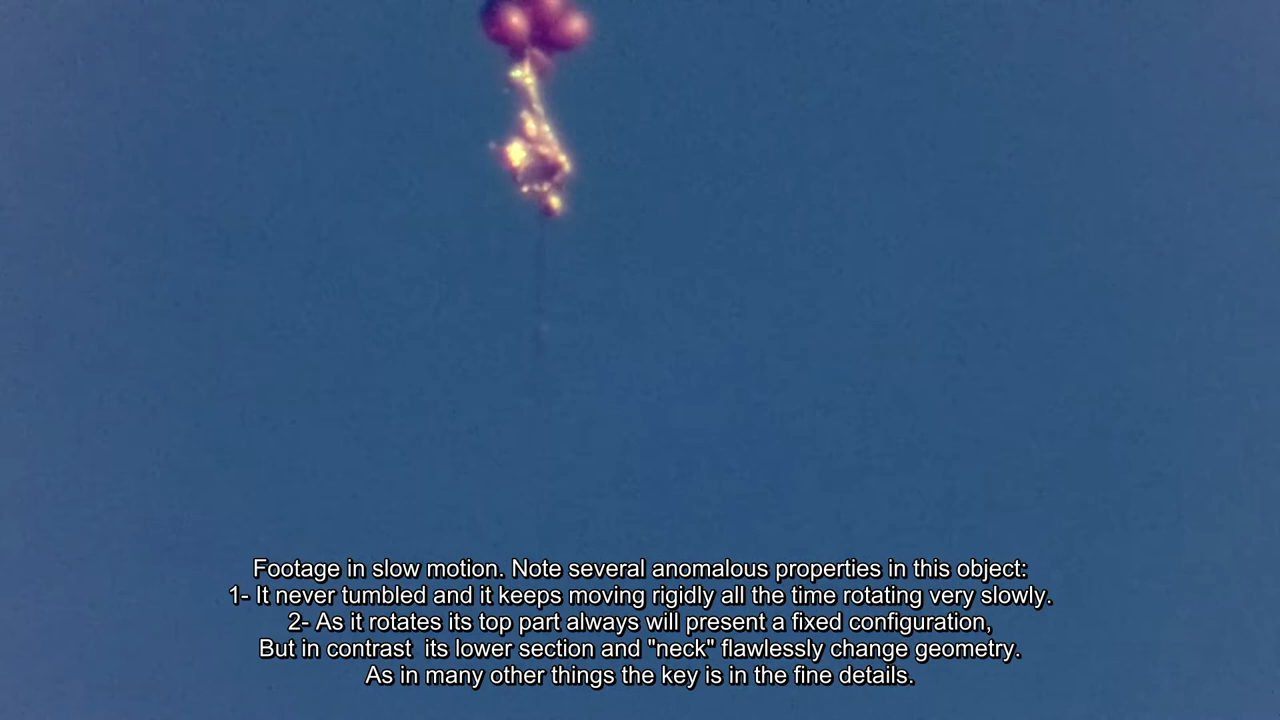 Footage in slow motion. Note several anomalous properties in this object:
1- It never tumbled and it keeps moving rigidly all the time rotating very slowly.
2- As it rotates its top part always will present a fixed configuration,
But in contrast  its lower section and "neck" flawlessly change geometry.
As in many other things the key is in the fine details.